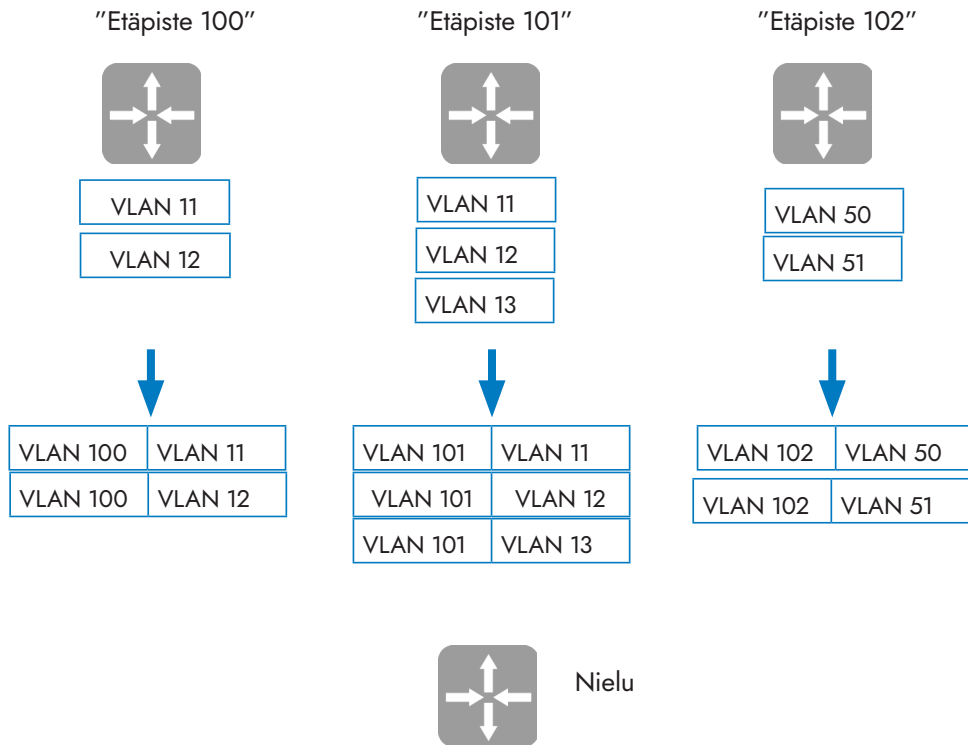 ”Etäpiste 100”
”Etäpiste 101”
”Etäpiste 102”
VLAN 11
VLAN 12
VLAN 11
VLAN 12
VLAN 13
VLAN 50
VLAN 51
VLAN 100 VLAN 11
VLAN 100 VLAN 12
VLAN 101 VLAN 11
VLAN 101 VLAN 12
VLAN 101 VLAN 13
VLAN 102 VLAN 50
VLAN 102 VLAN 51
Nielu